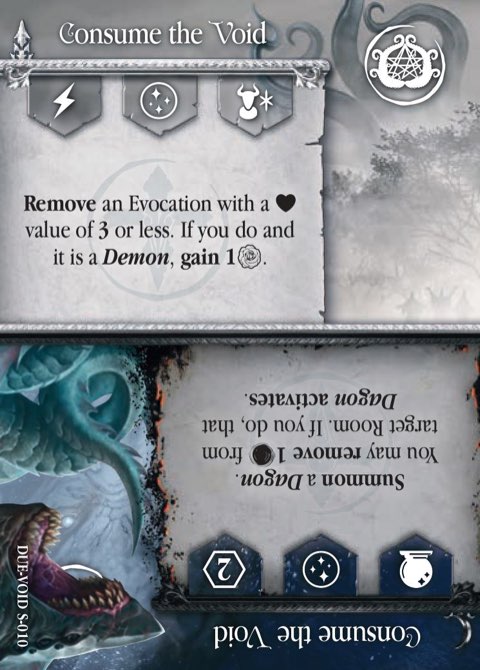 Consume the Void
Remove an Evocation with a ♥
value of 3 or less. If you do and
it is a Demon, gain 1.
Consume the Void
2
Summon a Dagon.
You may remove 1 from
target Room. If you do, that
Dagon activates.
DUE-VOID S-010